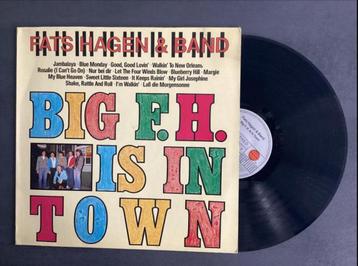 FATS HAGEN & BAND
Jambalaya · Blue Monday · Good, Good Lovin' · Walkin' To New Orleans
Rosalie (I Can't Go On) · Nur bei dir · Let The Four Winds Blow · Blueberry Hill · Margie
My Blue Heaven · Sweet Little Sixteen · It Keeps Rainin' · My Girl Josephine
Shake, Rattle And Roll · I'm Walkin' · Laß die Morgensonne
BIG F.H.
IS IN
TOWN